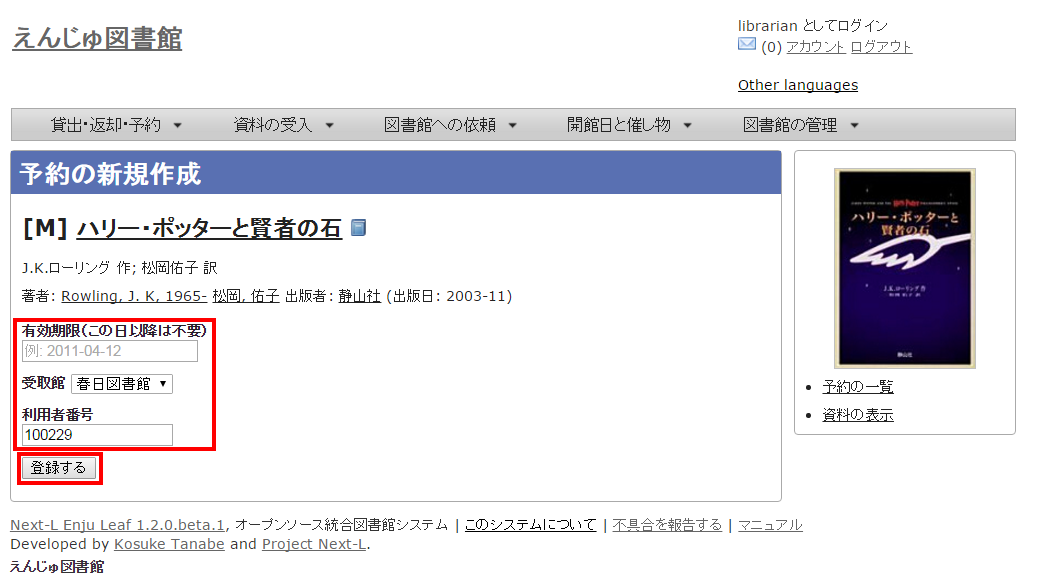 えんじゅ図書館
librarian としてログイン
(0) アカウント ログアウト
Other languages
貸出・返却・予約 ▼ 資料の受入 ▼ 図書館への依頼 ▼ 開館日と催し物 ▼ 図書館の管理 ▼
予約の新規作成
[M] ハリー・ポッターと賢者の石
J.K.ローリング 作; 松岡佑子 訳
著者: Rowling, J. K, 1965- 松岡, 佑子 出版者: 静山社 (出版日: 2003-11)
有効期限(この日以降は不要)
例: 2011-04-12
受取館 春日図書館 ▼
利用者番号
100229
登録する
Harry Potter
ハリー・ポッターと
賢者の石
J.K.ローリング 作
松岡佑子 訳
静山社
• 予約の一覧
• 資料の表示
Next-L Enju Leaf 1.2.0.beta.1, オープンソース統合図書館システム | このシステムについて | 不具合を報告する | マニュアル
Developed by Kosuke Tanabe and Project Next-L.
えんじゅ図書館